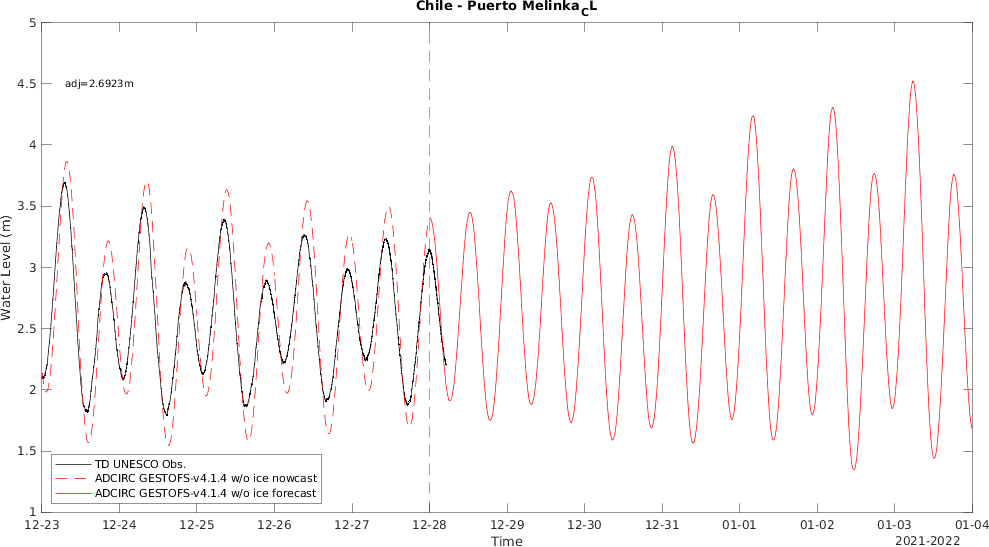 Chile - Puerto Melinka_CL
5
4.5
4
3.5
3
2.5
2
1.5
1
adj=2.6923m
Water Level (m)
TD UNESCO Obs.
ADCIRC GESTOFS-v4.1.4 w/o ice nowcast
ADCIRC GESTOFS-v4.1.4 w/o ice forecast
12-23 12-24 12-25 12-26 12-27 12-28 12-29 12-30 12-31 01-01 01-02 01-03 01-04
Time
2021-2022